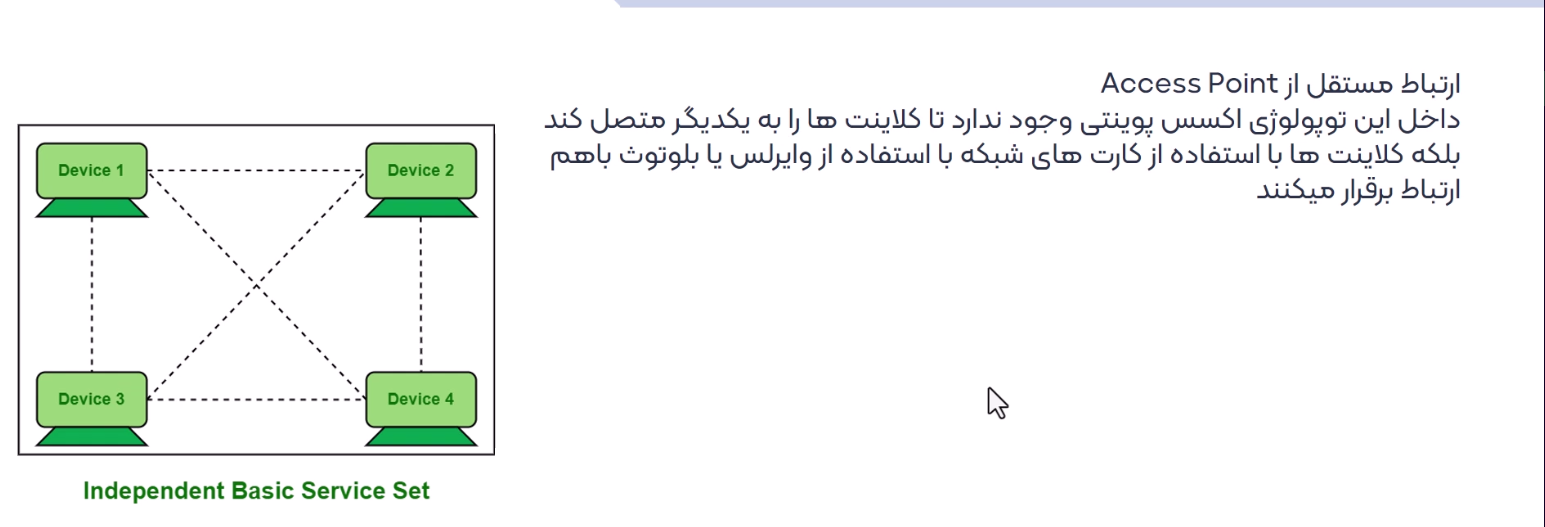 ارتباط مستقل از Access Point
داخل این توپولوژی اکسس پوینتی وجود ندارد تا کلاینت ها را به یکدیگر متصل کند
بلکه کلاینت ها با استفاده از کارت های شبکه با استفاده از وایرلس یا بلوتوث باهم
ارتباط برقرار میکنند
Device 1
Device 2
Device 3
Device 4
Independent Basic Service Set